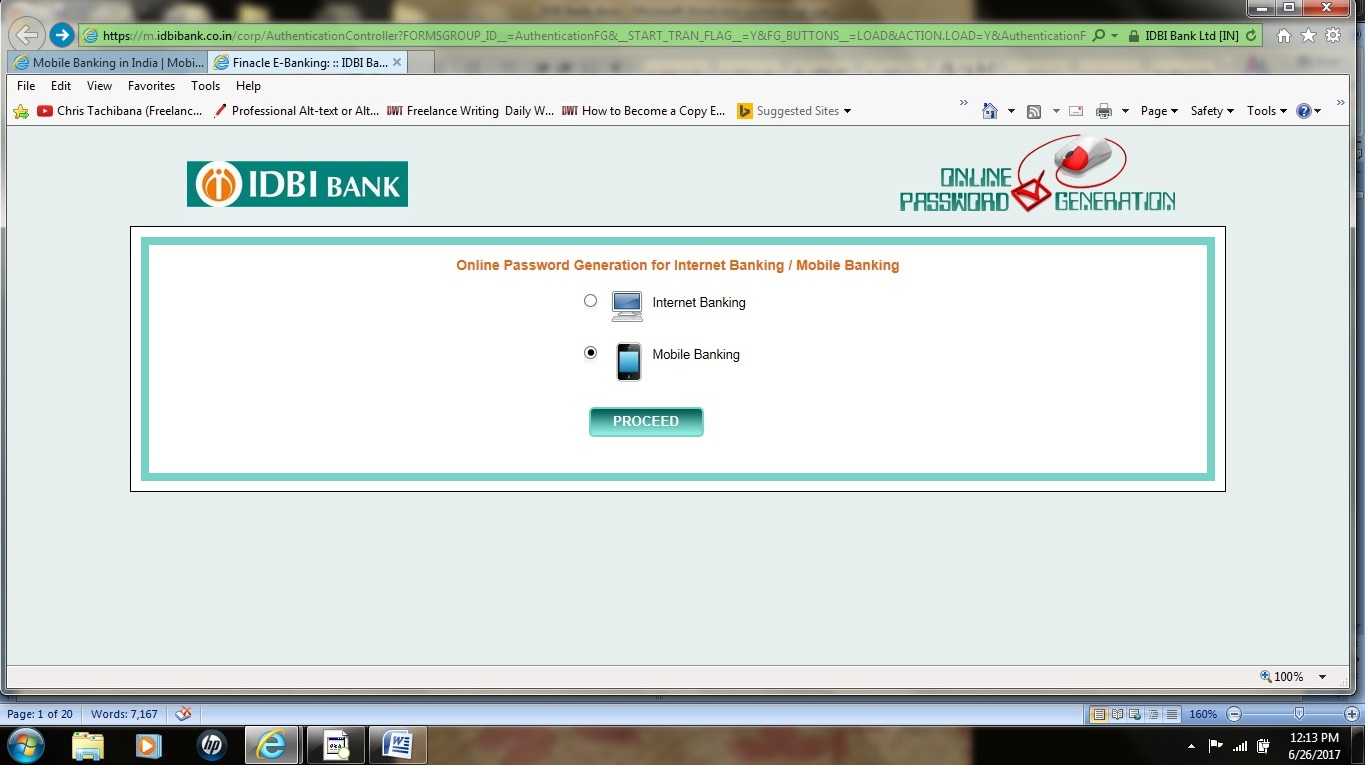 https://m.idbibank.co.in/corp/AuthenticationController?FORMSGROUP_ID__=AuthenticationFG&__START_TRAN_FLAG__=Y&FG_BUTTONS__=LOAD&ACTION.LOAD=Y&AuthenticationF
IDBI Bank Ltd [IN]
Mobile Banking in India | Mobi...
Finacle E-Banking: :: IDBI Ba...
File Edit View Favorites Tools Help
Chris Tachibana (Freelanc... Professional Alt-text or Alt... DWT Freelance Writing Daily W... DWT How to Become a Copy E... Suggested Sites
Page Safety Tools
IDBI BANK
ONLINE
PASSWORD GENERATION
Online Password Generation for Internet Banking / Mobile Banking
Internet Banking
Mobile Banking
PROCEED
100%
Page: 1 of 20 Words: 7,167 160%
hp
12:13 PM
6/26/2017